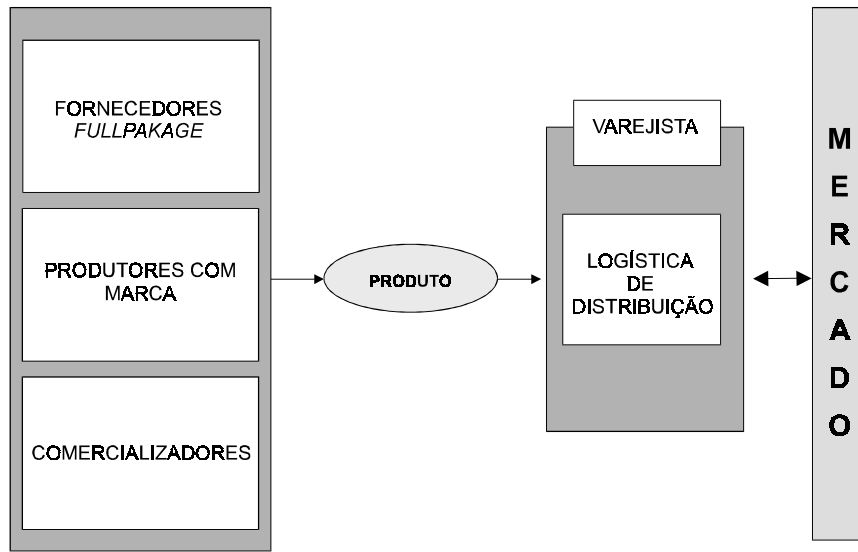 FORNECEDORES
FULLPAKAGE
PRODUTORES COM
MARCA
COMERCIALIZADORES
PRODUTO
VAREJISTA
LOGÍSTICA
DE
DISTRIBUIÇÃO
M
E
R
C
A
D
O